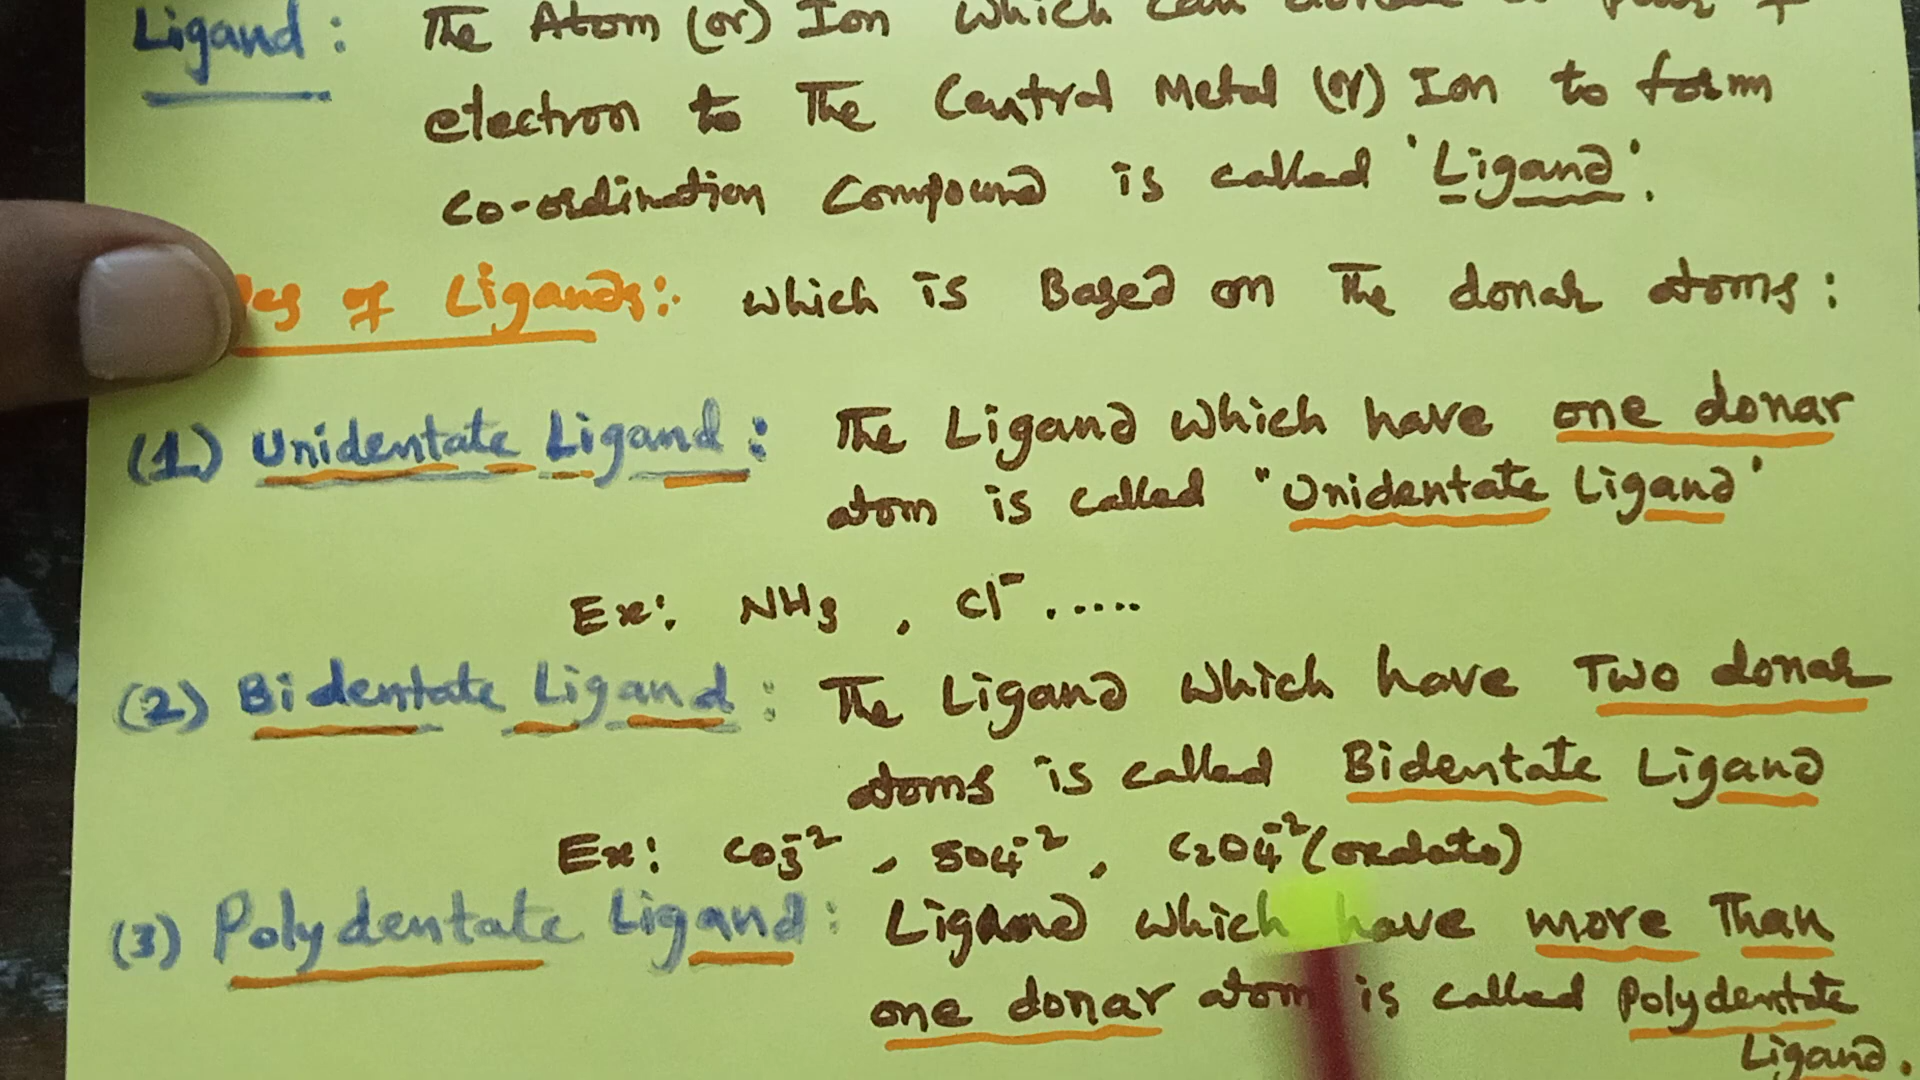 Ligand: The Atom (or) Ion which can
electron to The Central Metal (or) Ion to form
co-ordination Compound is called 'Ligand'.
of Ligands: which is Based on The donar atoms:
(1) Unidentate Ligand: The Ligand which have one donar
atom is called "Unidentate Ligand'
Ex: NH3, Cl-.....
(2) Bidentate Ligand: The Ligand which have Two donar
atoms is called Bidentate Ligand
Ex: CO3-2, SO4-2, C2O4-2 (oxalato)
(3) Polydentate Ligand: Ligand which have more Than
one donar atom is called Polydentate
Ligand.